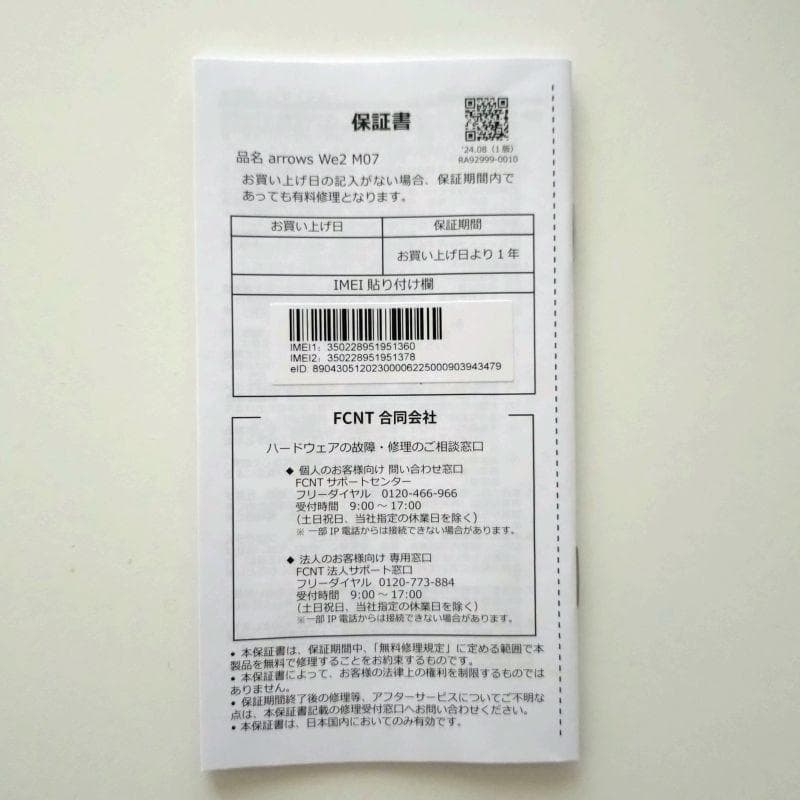 保証書
'24.08（1版）
RA92999-0010
品名 arrows We2 M07
お買い上げ日の記入がない場合、保証期間内で
あっても有料修理となります。
お買い上げ日 保証期間
お買い上げ日より1年
IMEI 貼り付け欄
IMEI1: 350228951951360
IMEI2: 350228951951378
eID: 89043051202300006225000903943479
FCNT 合同会社
ハードウェアの故障・修理のご相談窓口
◆ 個人のお客様向け 問い合わせ窓口
FCNT サポートセンター
フリーダイヤル 0120-466-966
受付時間 9:00～17:00
（土日祝日、当社指定の休業日を除く）
※ 一部 IP 電話からは接続できない場合があります。
◆ 法人のお客様向け 専用窓口
FCNT 法人サポート窓口
フリーダイヤル 0120-773-884
受付時間 9:00～17:00
（土日祝日、当社指定の休業日を除く）
※一部 IP 電話からは接続できない場合があります。
• 本保証書は、保証期間中、「無料修理規定」に定める範囲で本
製品を無料で修理することをお約束するものです。
• 本保証書によって、お客様の法律上の権利を制限するものでは
ありません。
• 保証期間終了後の修理等、アフターサービスについてご不明な
点は、本保証書記載の修理受付窓口へお問い合わせください。
• 本保証書は、日本国内においてのみ有効です。